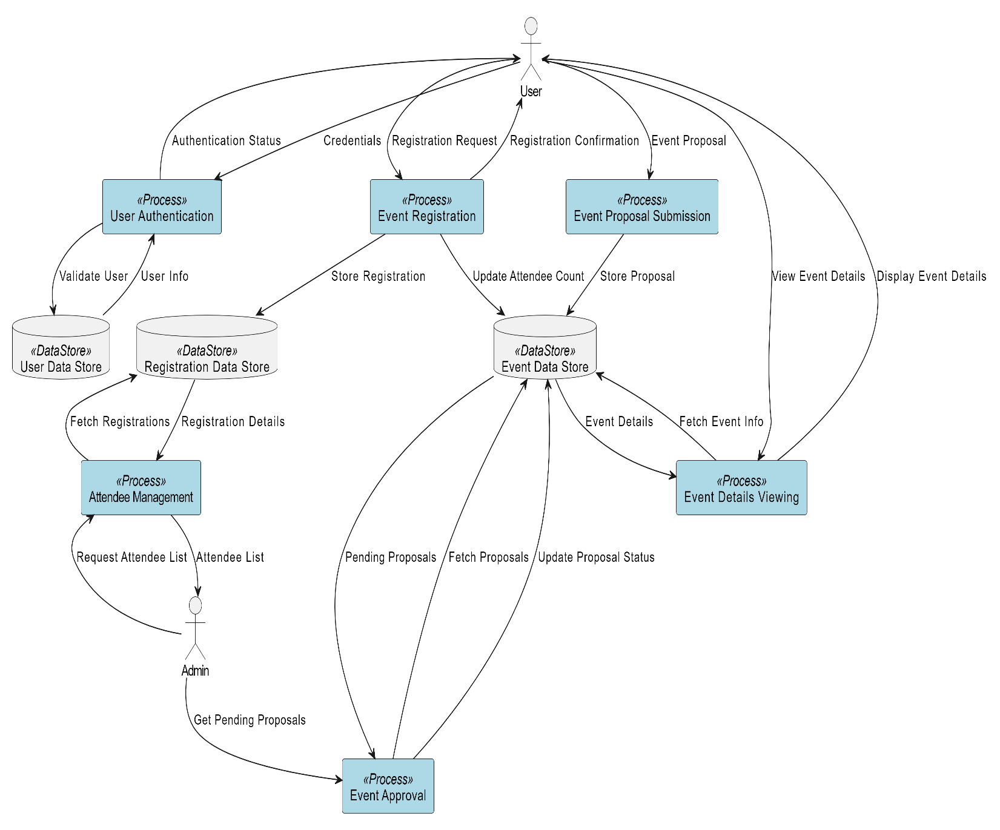 User
Authentication Status
Credentials
Registration Request
Registration Confirmation
Event Proposal
«Process»
User Authentication
«Process»
Event Registration
«Process»
Event Proposal Submission
Validate User
User Info
Store Registration
Update Attendee Count
Store Proposal
View Event Details
Display Event Details
«DataStore»
User Data Store
«DataStore»
Registration Data Store
«DataStore»
Event Data Store
Fetch Registrations
Registration Details
Event Details
Fetch Event Info
«Process»
Attendee Management
«Process»
Event Details Viewing
Request Attendee List
Attendee List
Pending Proposals
Fetch Proposals
Update Proposal Status
Admin
Get Pending Proposals
«Process»
Event Approval